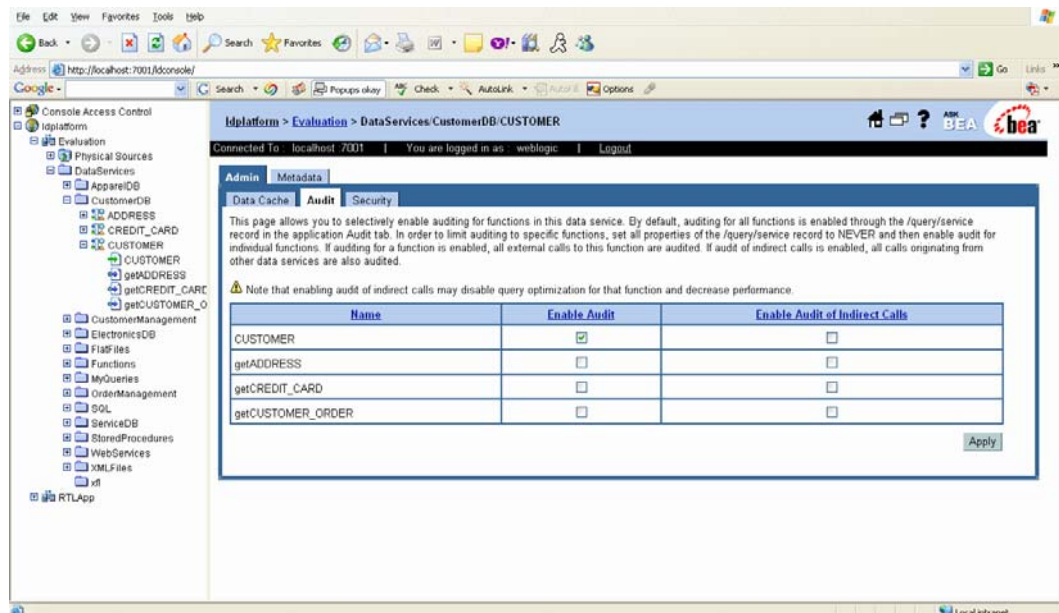 File Edit View Favorites Tools Help
Back Search Favorites
Address http://localhost:7001/ldconsole/ Go Links
Google - Search Popups okay Check AutoLink Options
Console Access Control
ldplatform
Evaluation
Physical Sources
DataServices
ApparelDB
CustomerDB
ADDRESS
CREDIT_CARD
CUSTOMER
CUSTOMER
getADDRESS
getCREDIT_CARD
getCUSTOMER_O
CustomerManagement
ElectronicsDB
FlatFiles
Functions
MyQueries
OrderManagement
SQL
ServiceDB
StoredProcedures
WebServices
XMLFiles
xfl
RTLApp
ldplatform > Evaluation > DataServices/CustomerDB/CUSTOMER
ASK BEA bea
Connected To : localhost :7001 | You are logged in as : weblogic | Logout
Admin Metadata
Data Cache Audit Security
This page allows you to selectively enable auditing for functions in this data service. By default, auditing for all functions is enabled through the /query/service
record in the application Audit tab. In order to limit auditing to specific functions, set all properties of the /query/service record to NEVER and then enable audit for
individual functions. If auditing for a function is enabled, all external calls to this function are audited. If audit of indirect calls is enabled, all calls originating from
other data services are also audited.
Note that enabling audit of indirect calls may disable query optimization for that function and decrease performance.
Name Enable Audit Enable Audit of Indirect Calls
CUSTOMER
getADDRESS
getCREDIT_CARD
getCUSTOMER_ORDER
Apply
Local intranet